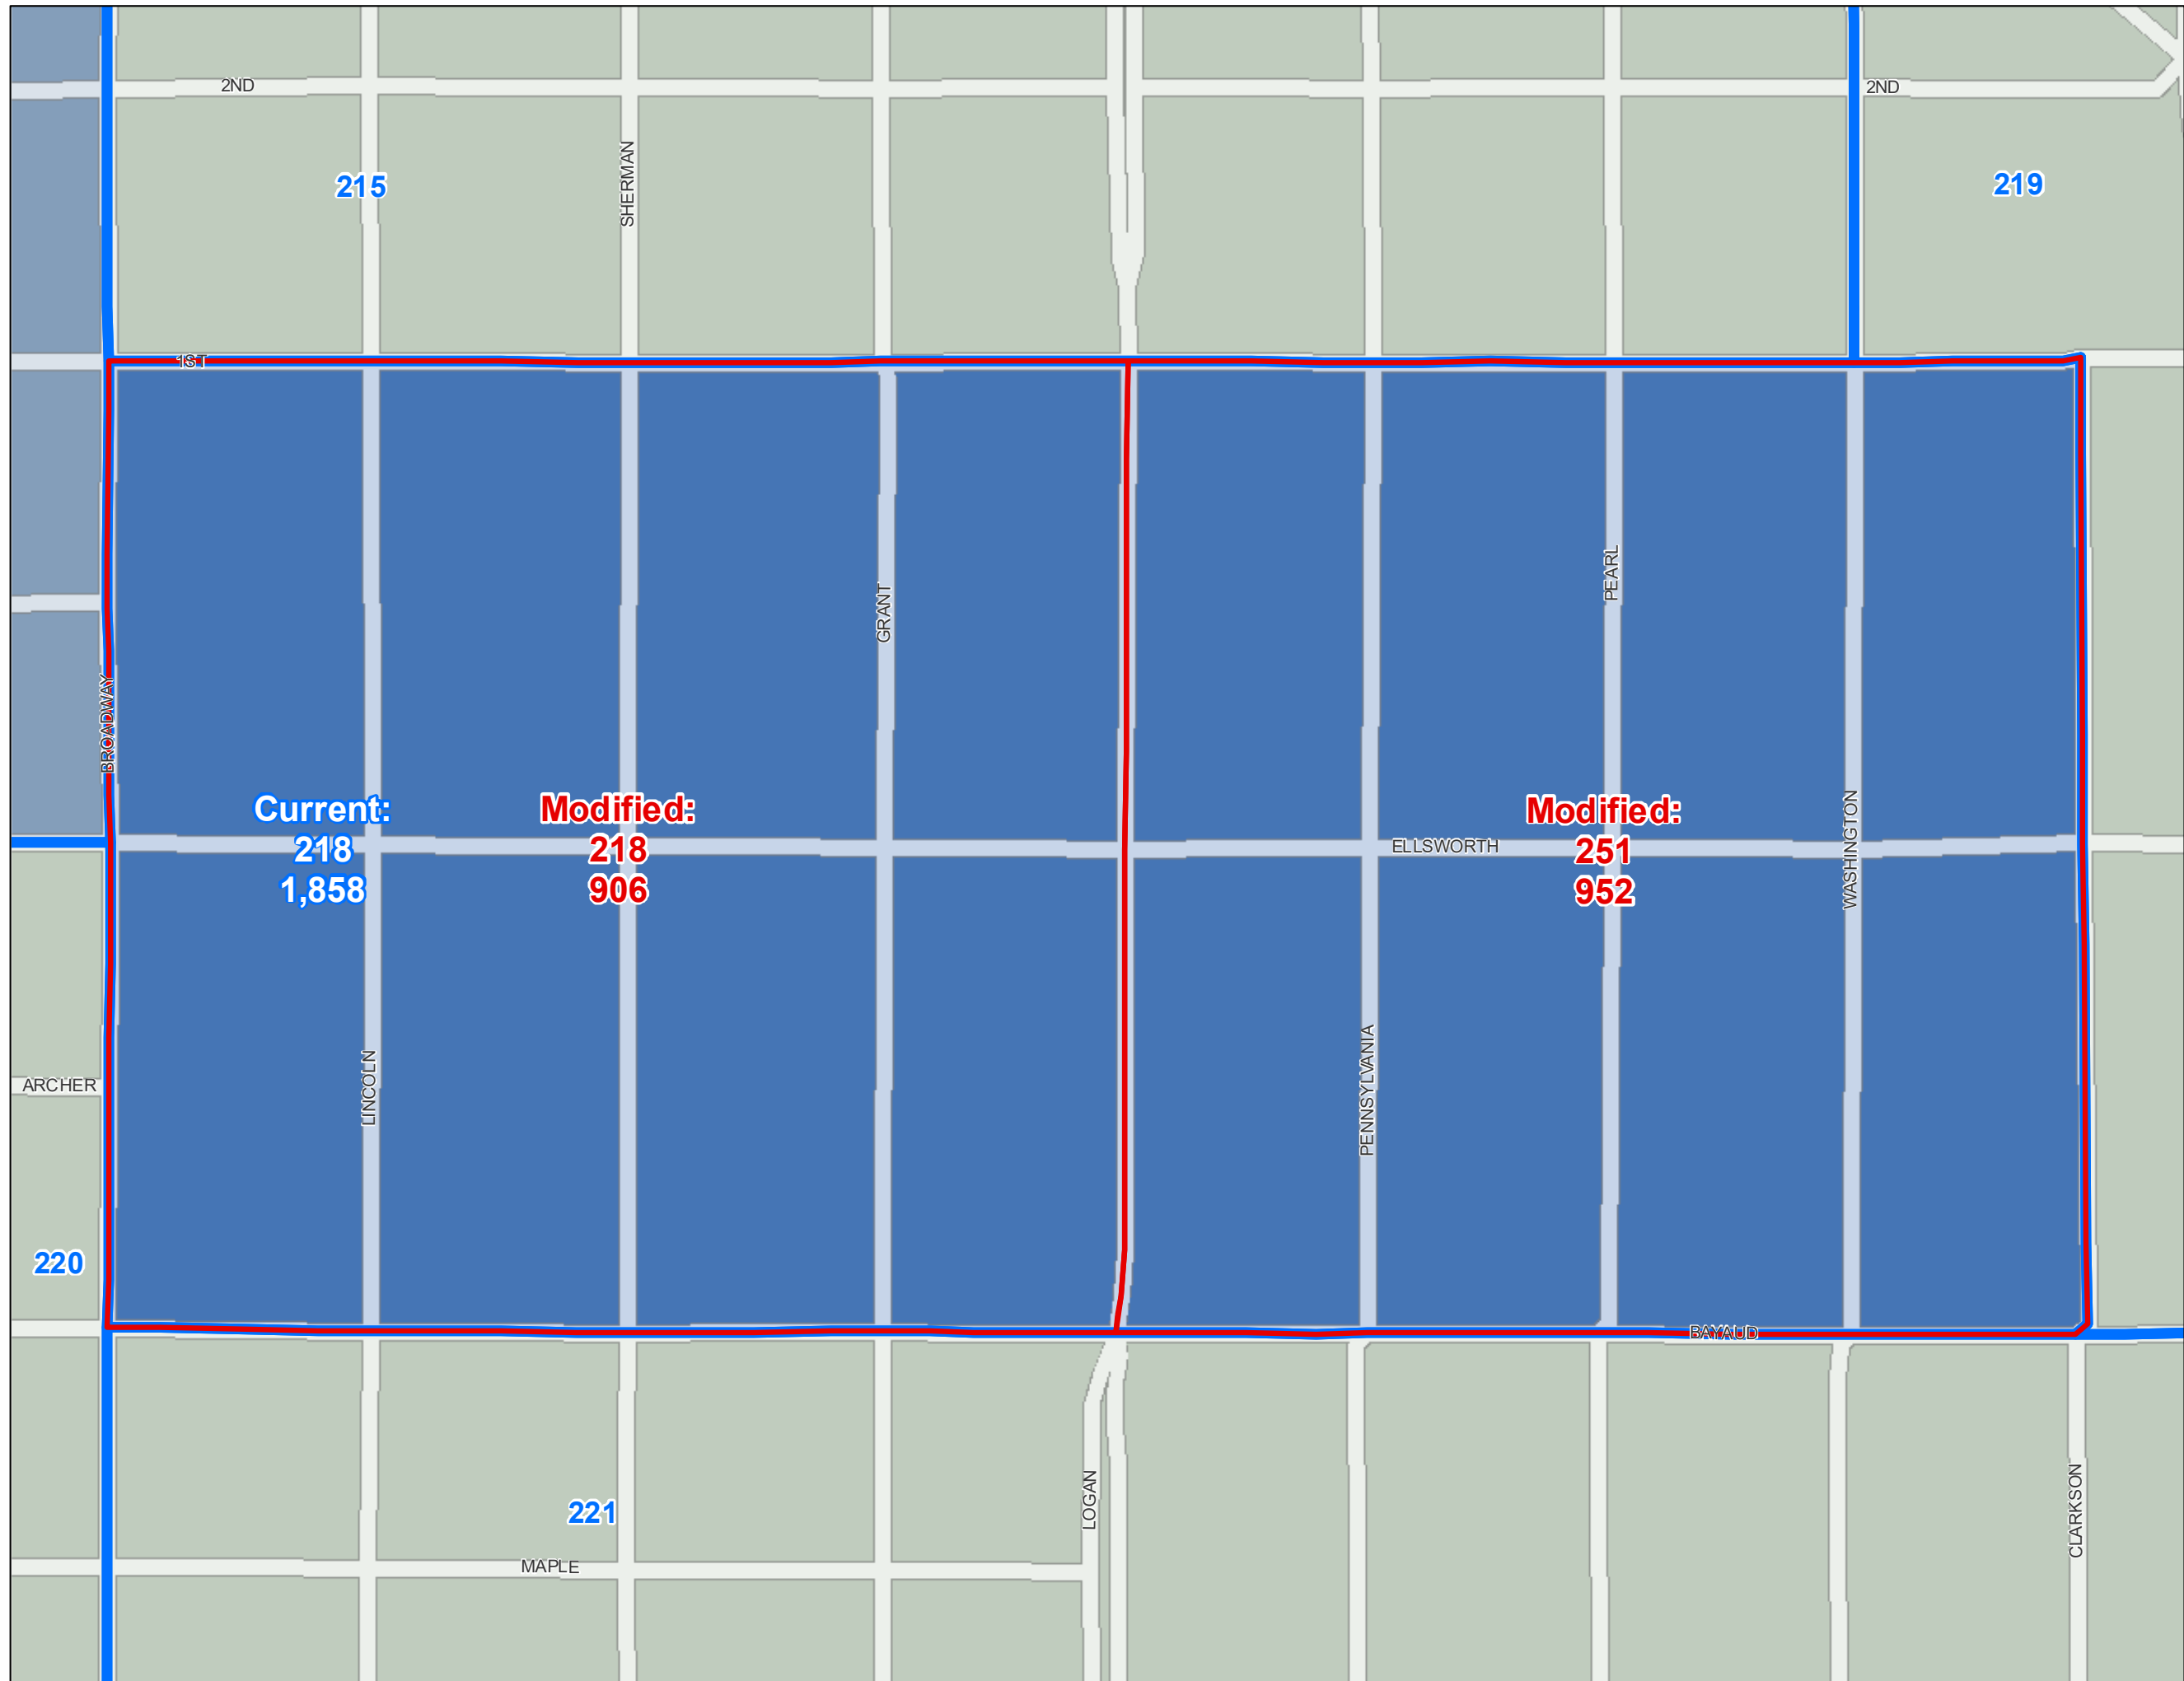 2ND
2ND
SHERMAN
215
219
1ST
GRANT
PEARL
BROADWAY
Current:
218
1,858
Modified:
218
906
Modified:
251
952
ELLSWORTH
WASHINGTON
LINCOLN
PENNSYLVANIA
ARCHER
220
BAYAUD
221
LOGAN
CLARKSON
MAPLE